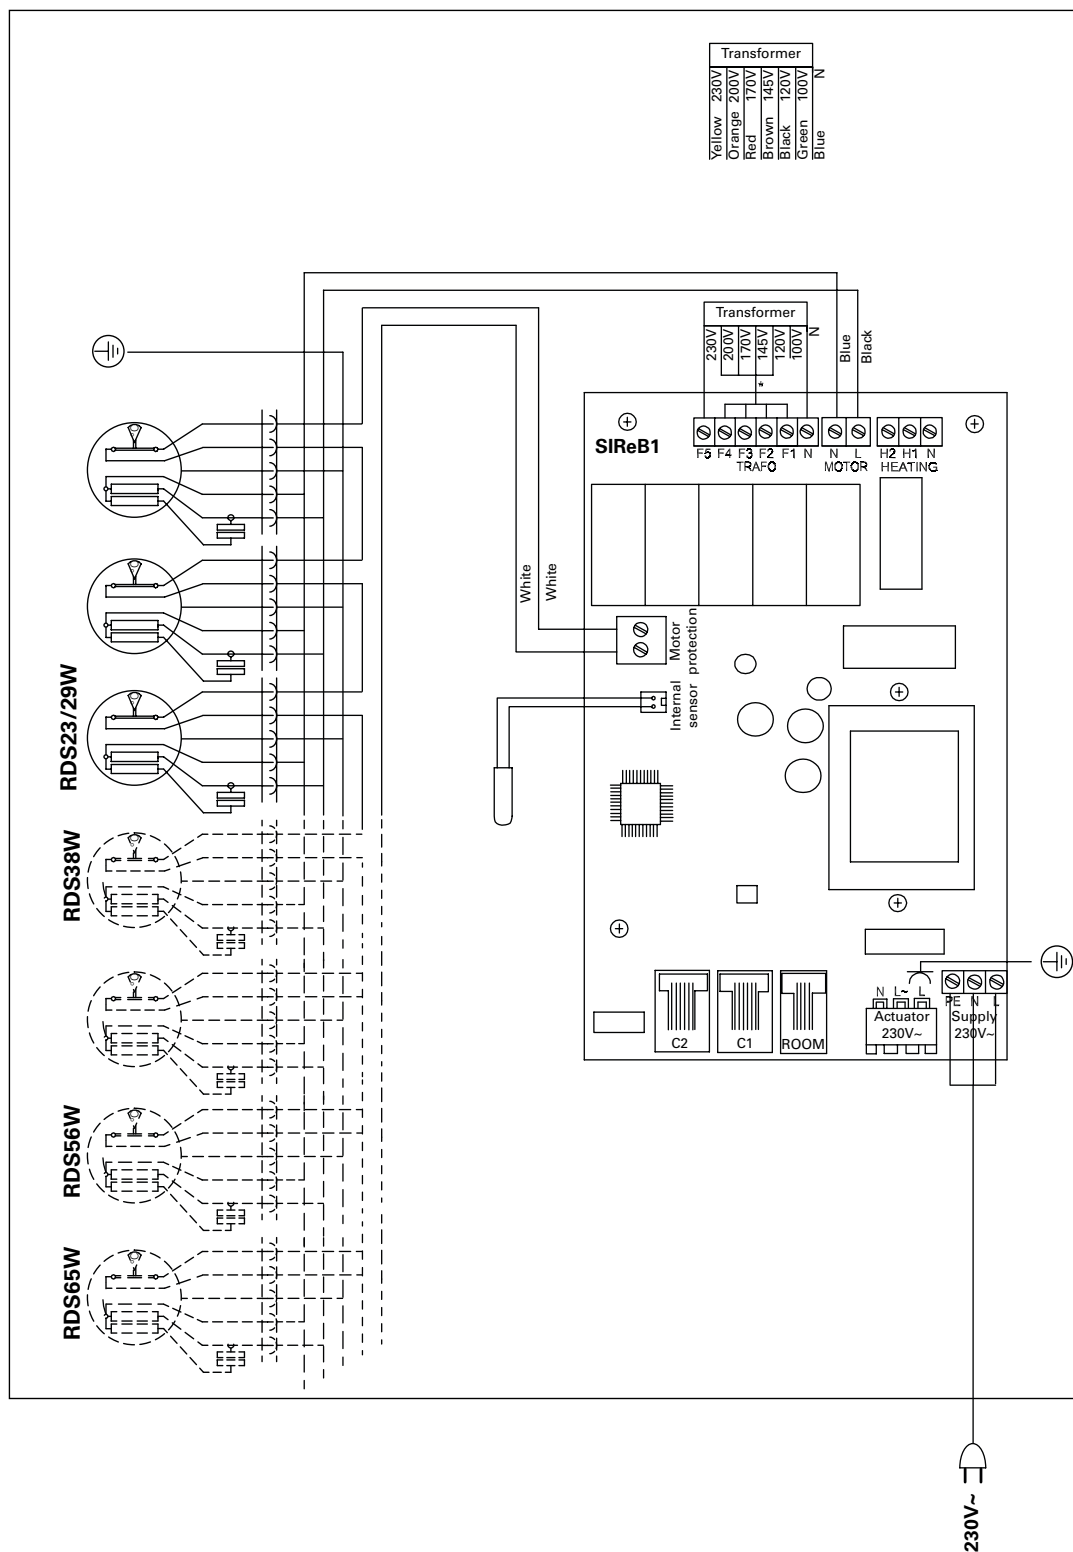 Transformer
Yellow 230V
Orange 200V
Red 170V
Brown 145V
Black 120V
Green 100V
Blue N
Transformer
230V
200V
170V
145V
120V
100V
N
*
Blue
Black
SIReB1
F5 F4 F3 F2 F1 N
TRAFO
N L
MOTOR
H2 H1 N
HEATING
White
White
Motor
protection
Internal
sensor
RDS23/29W
RDS38W
RDS56W
RDS65W
C2
C1
ROOM
N L~ L
Actuator
230V~
PE N L
Supply
230V~
230V~